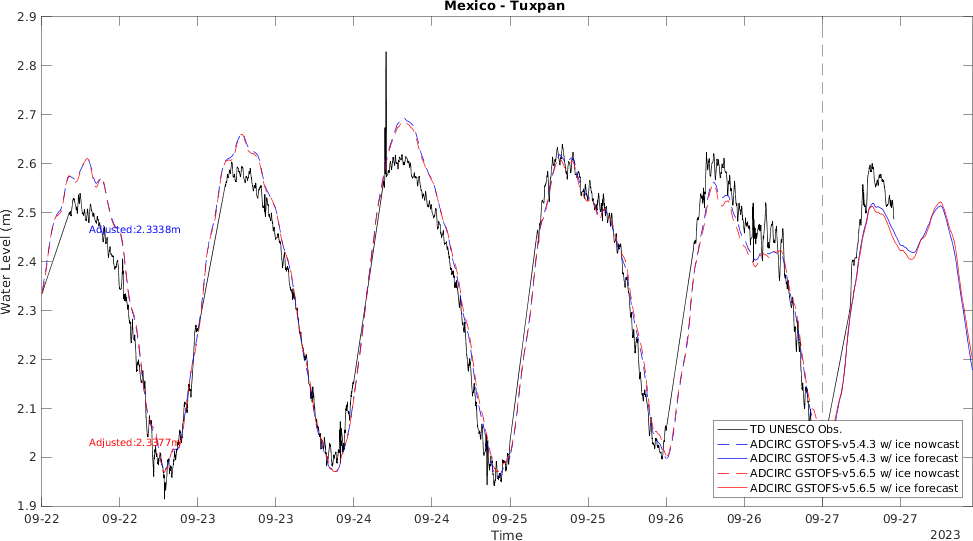 Mexico - Tuxpan
2.9
2.8
2.7
2.6
2.5
2.4
2.3
2.2
2.1
2
1.9
Water Level (m)
Adjusted:2.3338m
Adjusted:2.3377m
TD UNESCO Obs.
ADCIRC GSTOFS-v5.4.3 w/ ice nowcast
ADCIRC GSTOFS-v5.4.3 w/ ice forecast
ADCIRC GSTOFS-v5.6.5 w/ ice nowcast
ADCIRC GSTOFS-v5.6.5 w/ ice forecast
09-22 09-22 09-23 09-23 09-24 09-24 09-25 09-25 09-26 09-26 09-27 09-27
Time
2023